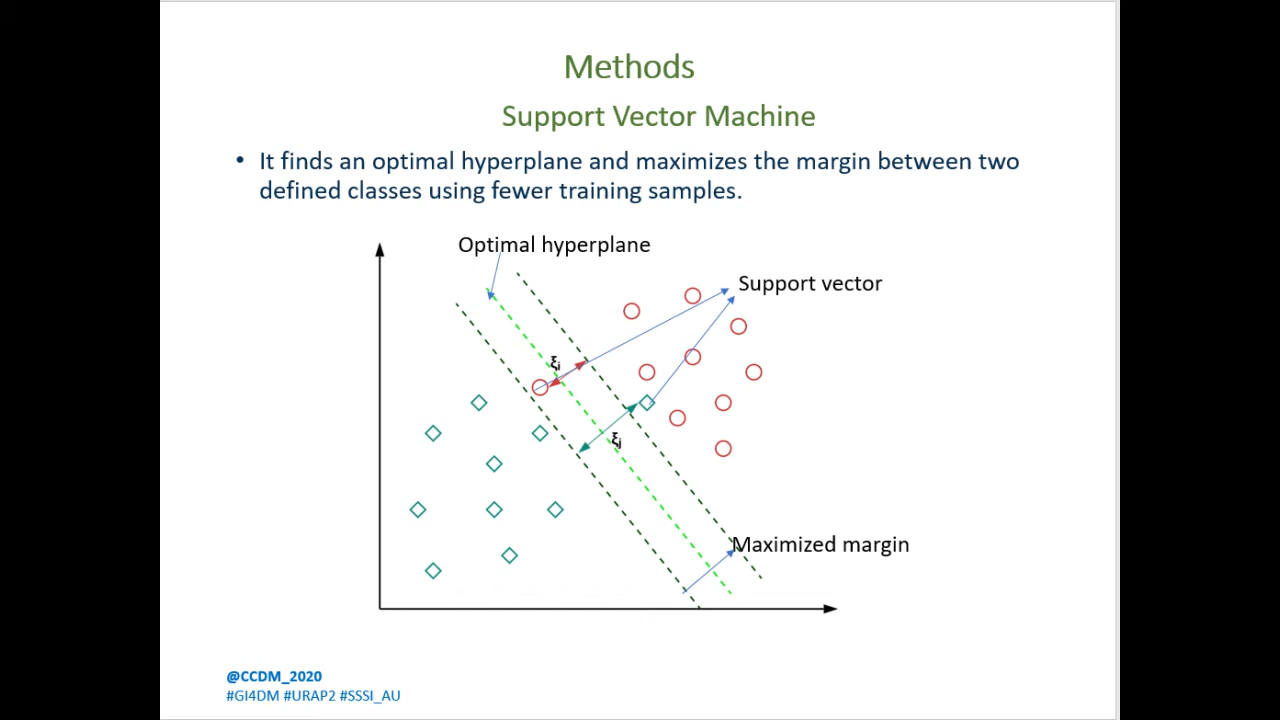 Methods
Support Vector Machine
• It finds an optimal hyperplane and maximizes the margin between two
defined classes using fewer training samples.
Optimal hyperplane
Support vector
ξi
ξj
Maximized margin
@CCDM_2020
#GI4DM #URAP2 #SSSI_AU